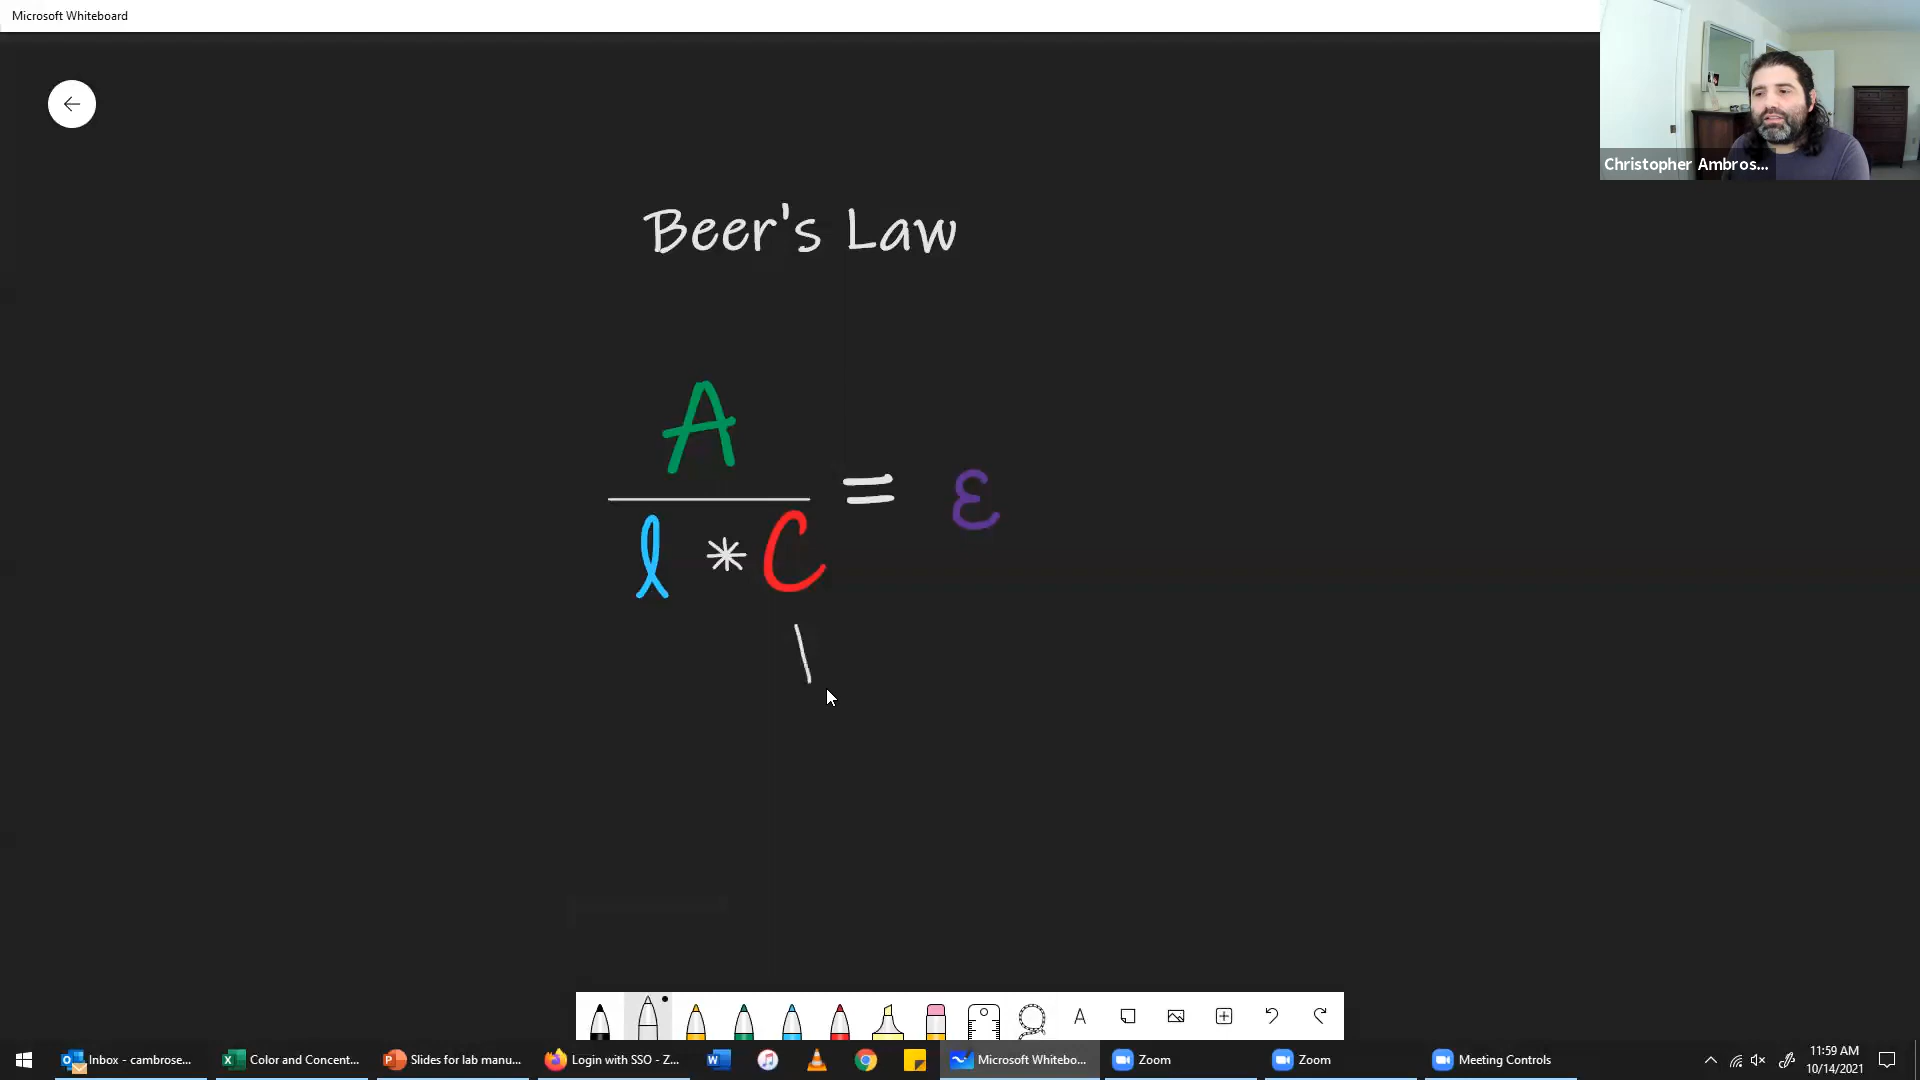 Microsoft Whiteboard
Christopher Ambros...
Beer's Law
A
l * C = ε
\
A
Inbox - cambrose...
Color and Concent...
Slides for lab manu...
Login with SSO - Z...
Microsoft Whitebo...
Zoom
Zoom
Meeting Controls
11:59 AM
10/14/2021